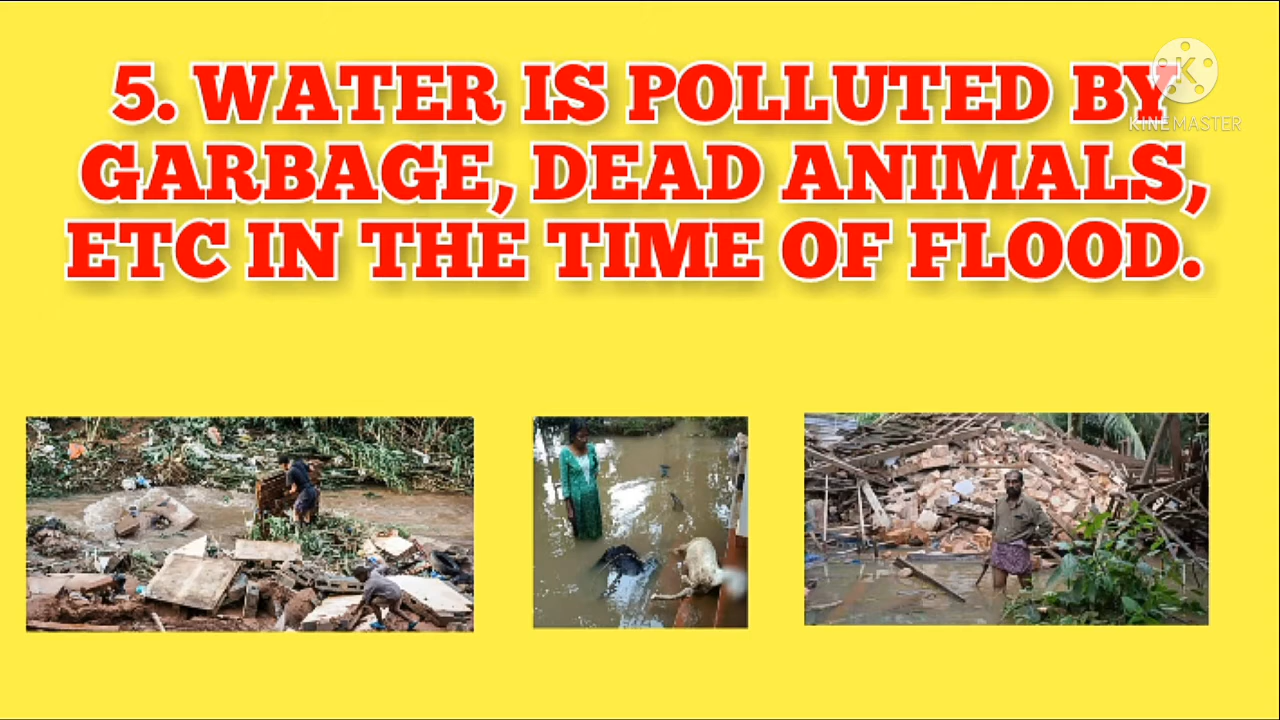 5. WATER IS POLLUTED BY
GARBAGE, DEAD ANIMALS,
ETC IN THE TIME OF FLOOD.
K
KINEMASTER